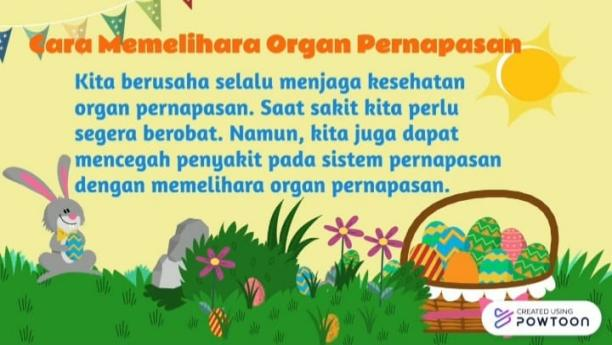 Cara Memelihara Organ Pernapasan
Kita berusaha selalu menjaga kesehatan
organ pernapasan. Saat sakit kita perlu
segera berobat. Namun, kita juga dapat
mencegah penyakit pada sistem pernapasan
dengan memelihara organ pernapasan.
CREATED USING
POWTOON